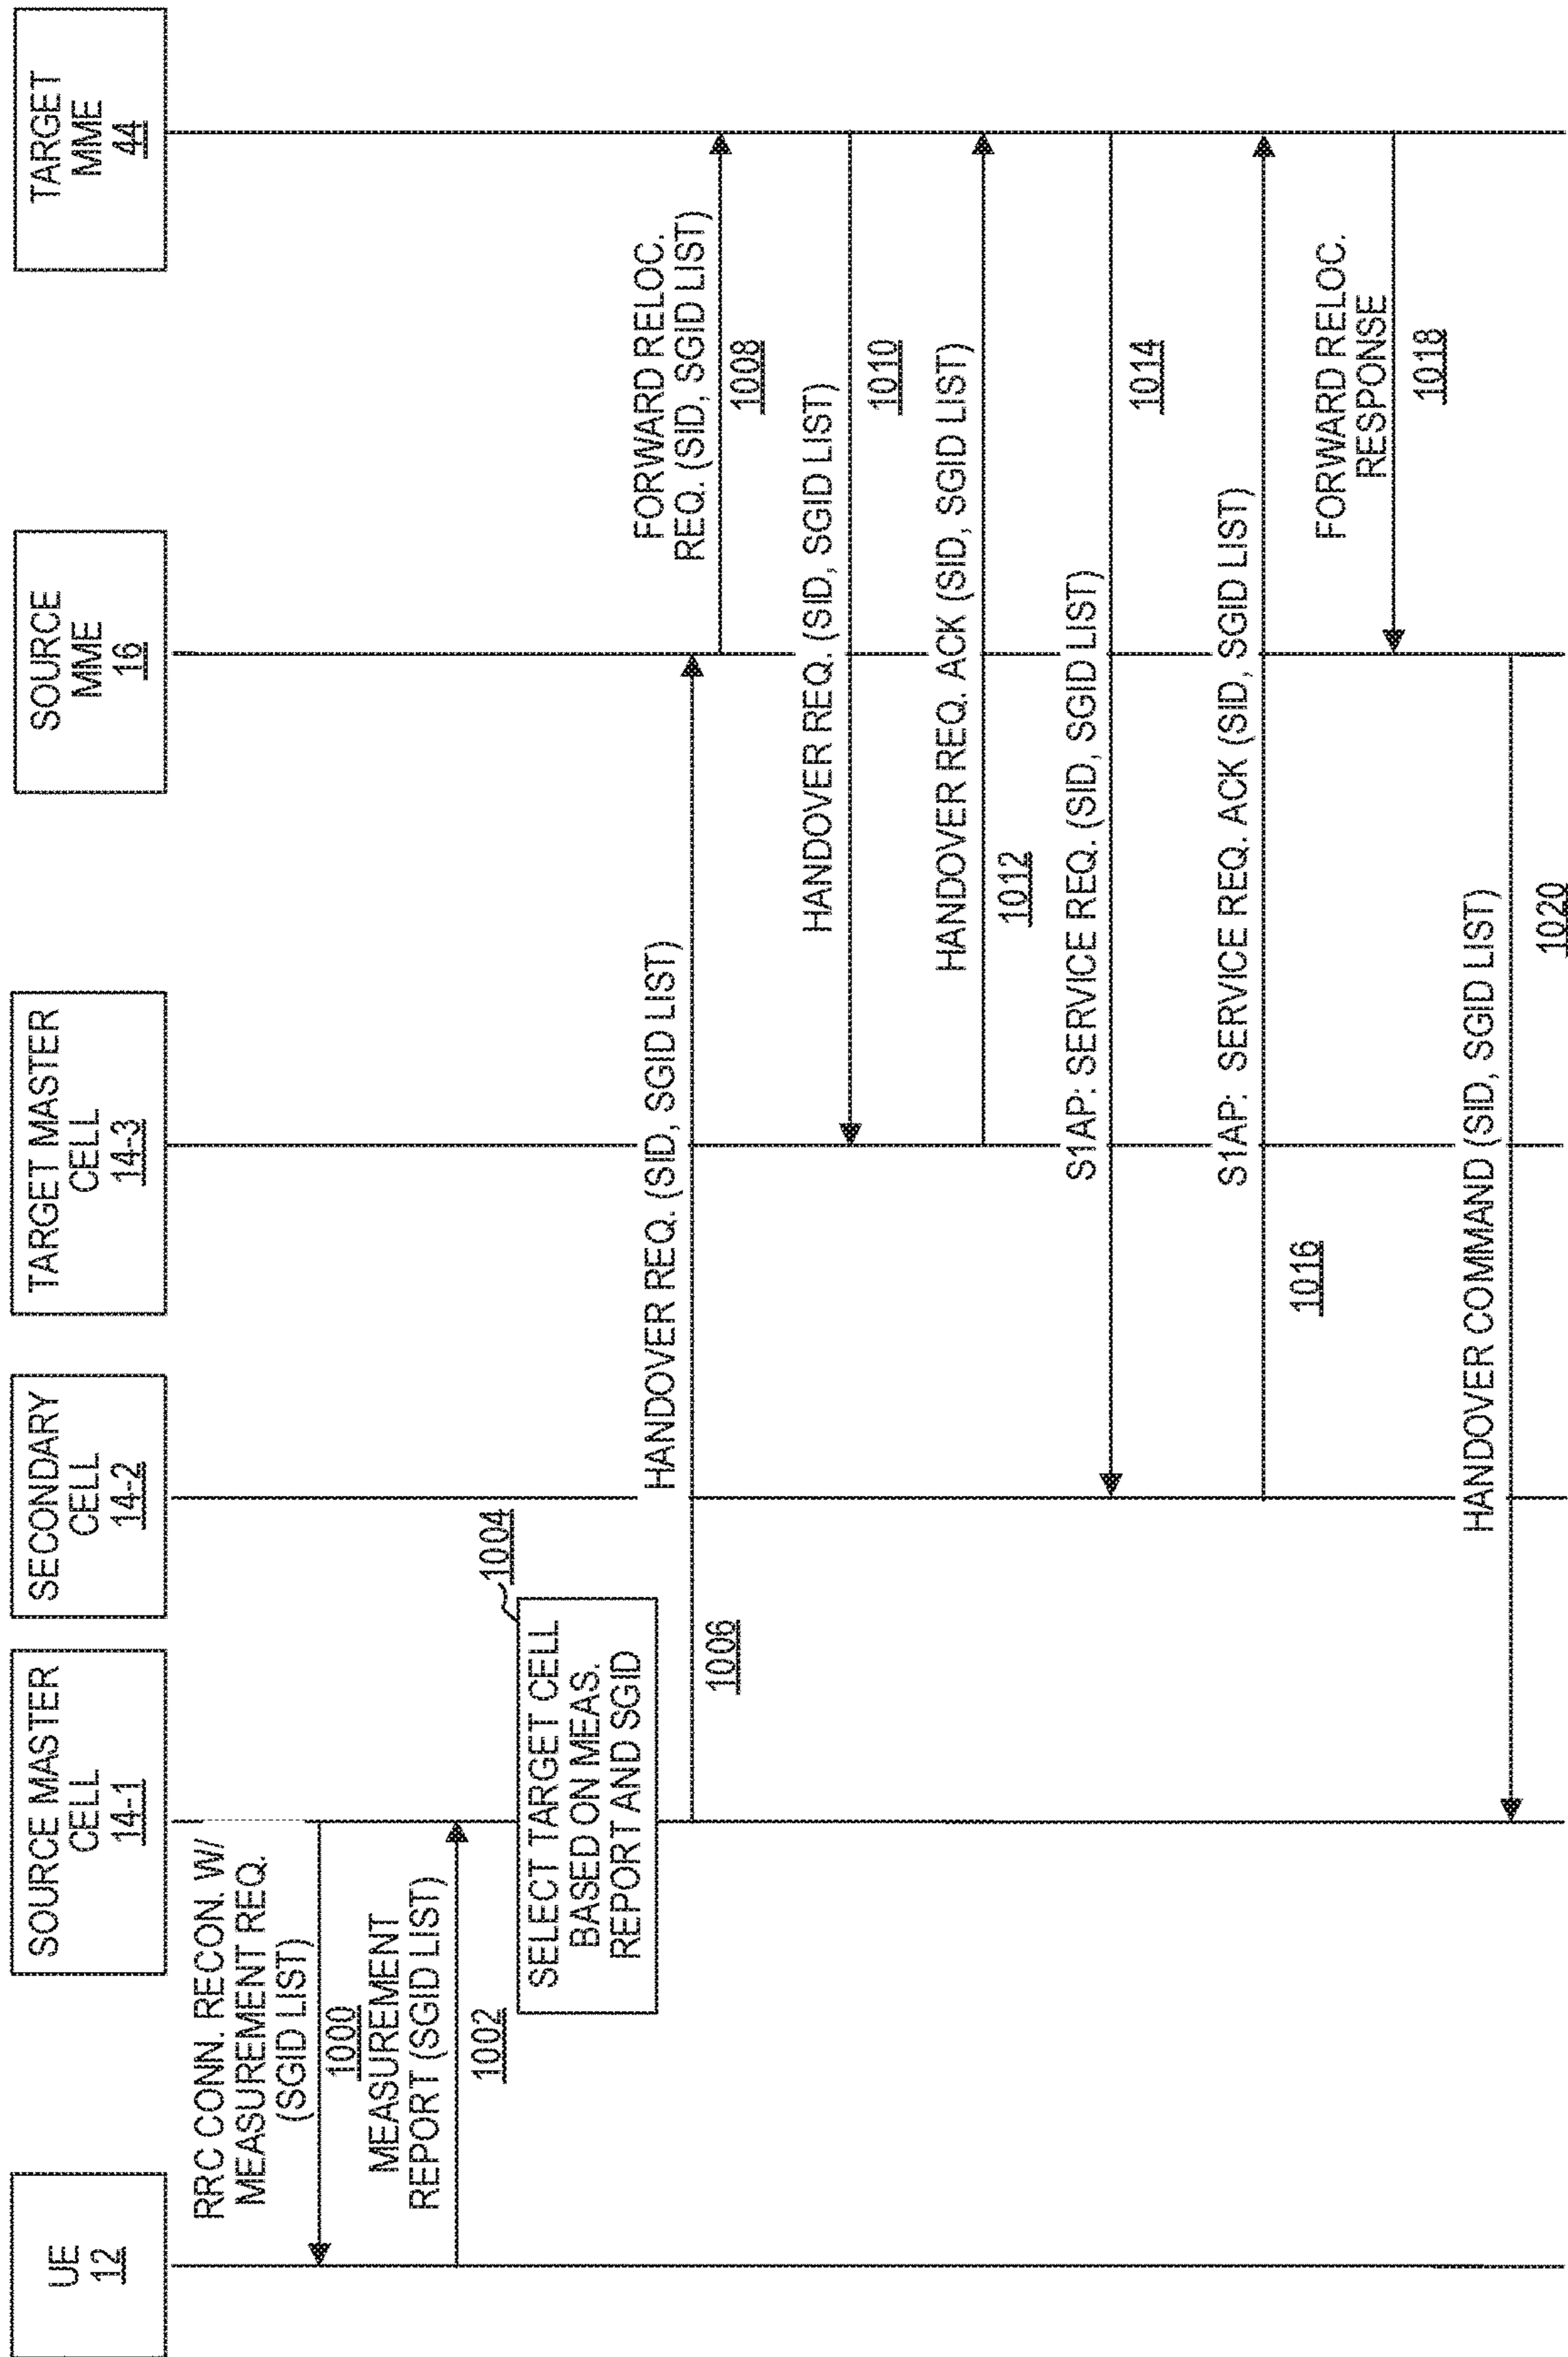 UE
12
SOURCE MASTER
CELL
14-1
SECONDARY
CELL
14-2
TARGET MASTER
CELL
14-3
SOURCE
MME
16
TARGET
MME
44
RRC CONN. RECON. W/
MEASUREMENT REQ.
(SGID LIST)
1000
MEASUREMENT
REPORT (SGID LIST)
1002
1004
SELECT TARGET CELL
BASED ON MEAS.
REPORT AND SGID
HANDOVER REQ. (SID, SGID LIST)
1006
FORWARD RELOC.
REQ. (SID, SGID LIST)
1008
HANDOVER REQ. (SID, SGID LIST)
1010
HANDOVER REQ. ACK (SID, SGID LIST)
1012
S1AP: SERVICE REQ. (SID, SGID LIST)
1014
S1AP: SERVICE REQ. ACK (SID, SGID LIST)
1016
FORWARD RELOC.
RESPONSE
1018
HANDOVER COMMAND (SID, SGID LIST)
1020